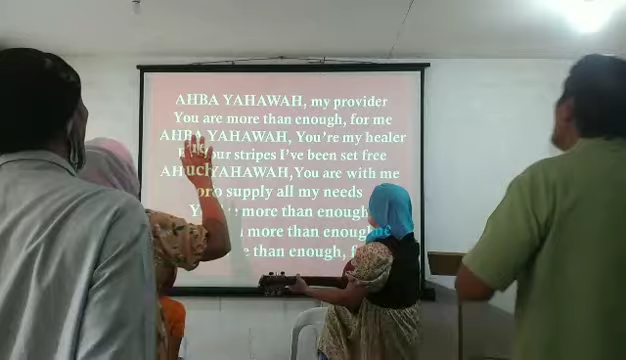 AHBA YAHAWAH, my provider
You are more than enough, for me
AHBA YAHAWAH, You're my healer
our stripes I've been set free
YAHAWAH, You are with me
supply all my needs
more than enough
more than enough
e than enough,